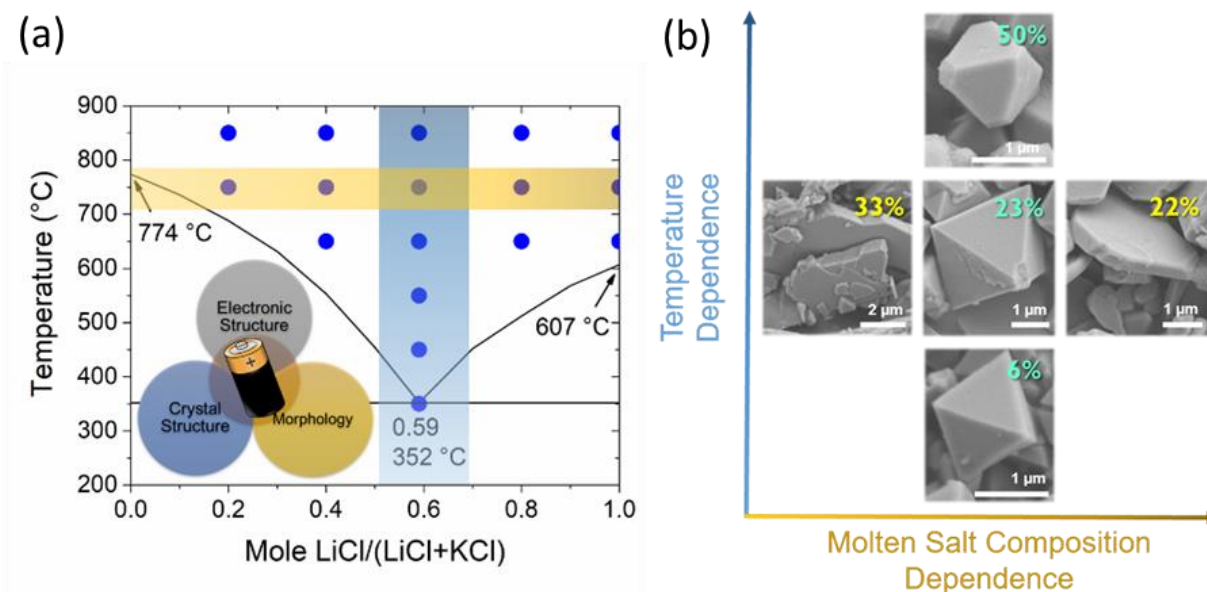 (a)
Temperature (°C)
900
800
700
600
500
400
300
200
774 °C
607 °C
0.59
352 °C
Electronic
Structure
Crystal
Structure
Morphology
+
0.0
0.2
0.4
0.6
0.8
1.0
Mole LiCl/(LiCl+KCl)
(b)
Temperature
Dependence
50%
1 µm
33%
2 µm
23%
1 µm
22%
1 µm
6%
1 µm
Molten Salt Composition
Dependence